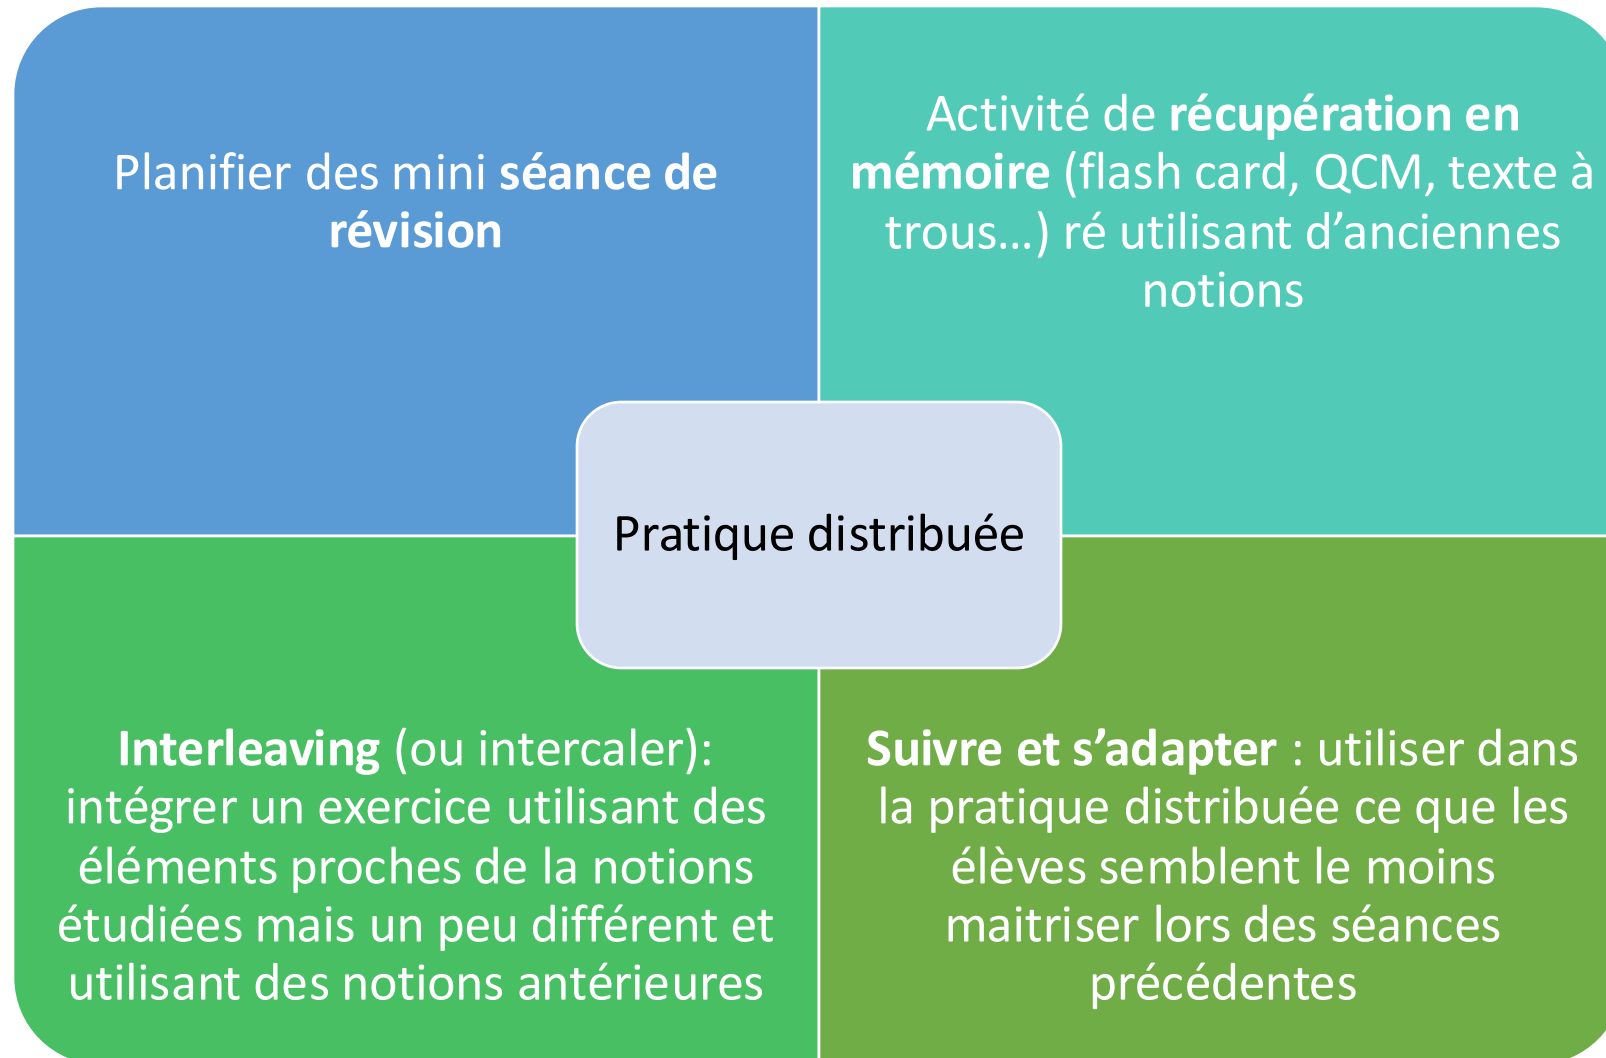 Planifier des mini séance de
révision
Activité de récupération en
mémoire (flash card, QCM, texte à
trous…) ré utilisant d’anciennes
notions
Pratique distribuée
Interleaving (ou intercaler):
intégrer un exercice utilisant des
éléments proches de la notions
étudiées mais un peu différent et
utilisant des notions antérieures
Suivre et s’adapter : utiliser dans
la pratique distribuée ce que les
élèves semblent le moins
maitriser lors des séances
précédentes